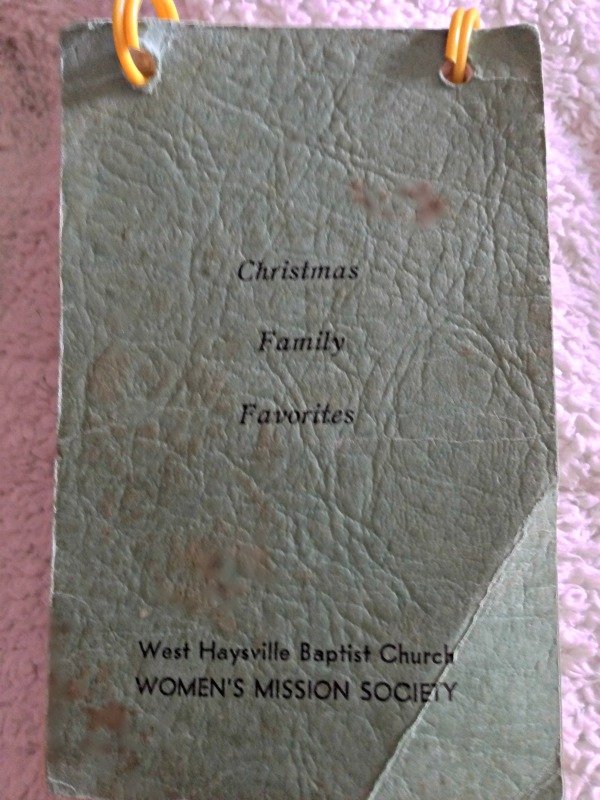 Christmas
Family
Favorites
West Haysville Baptist Church
WOMEN'S MISSION SOCIETY